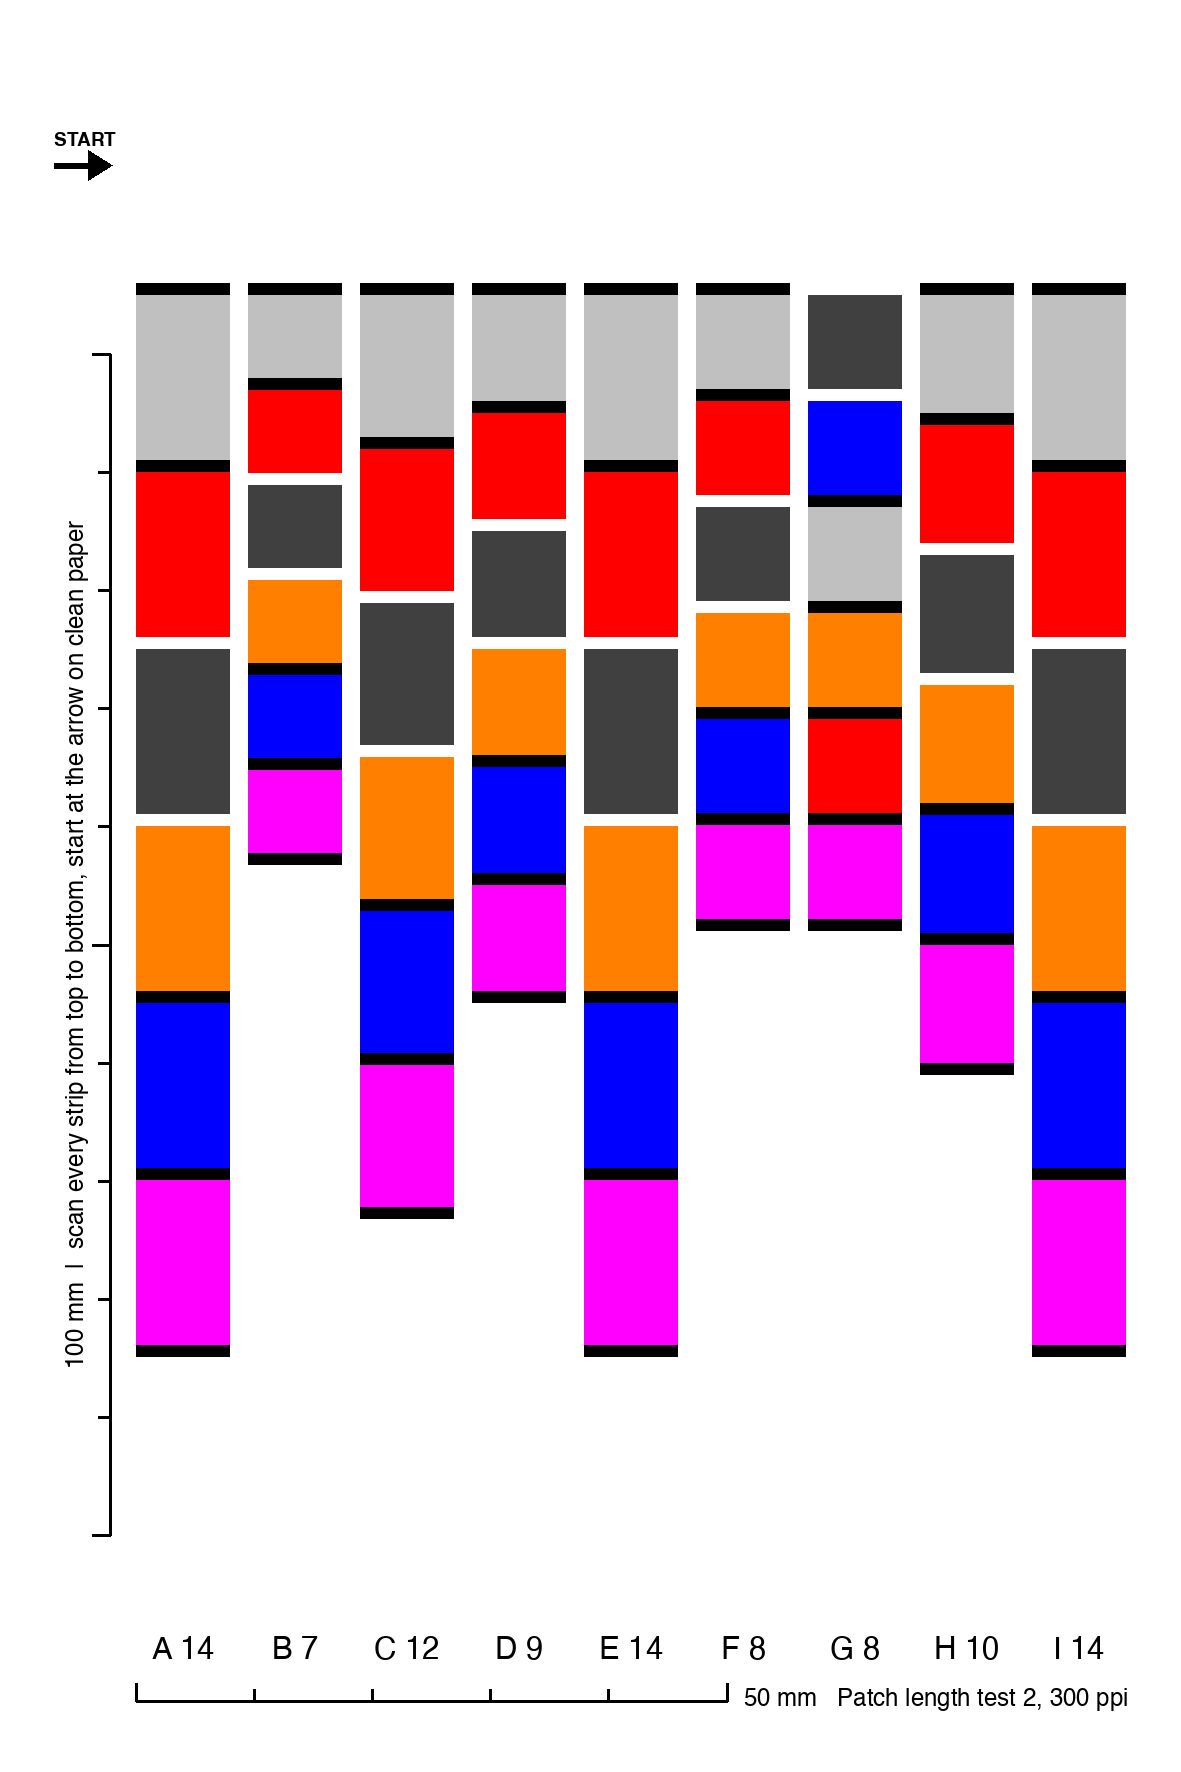 START
100 mm | scan every strip from top to bottom, start at the arrow on clean paper
A 14
B 7
C 12
D 9
E 14
F 8
G 8
H 10
I 14
50 mm Patch length test 2, 300 ppi